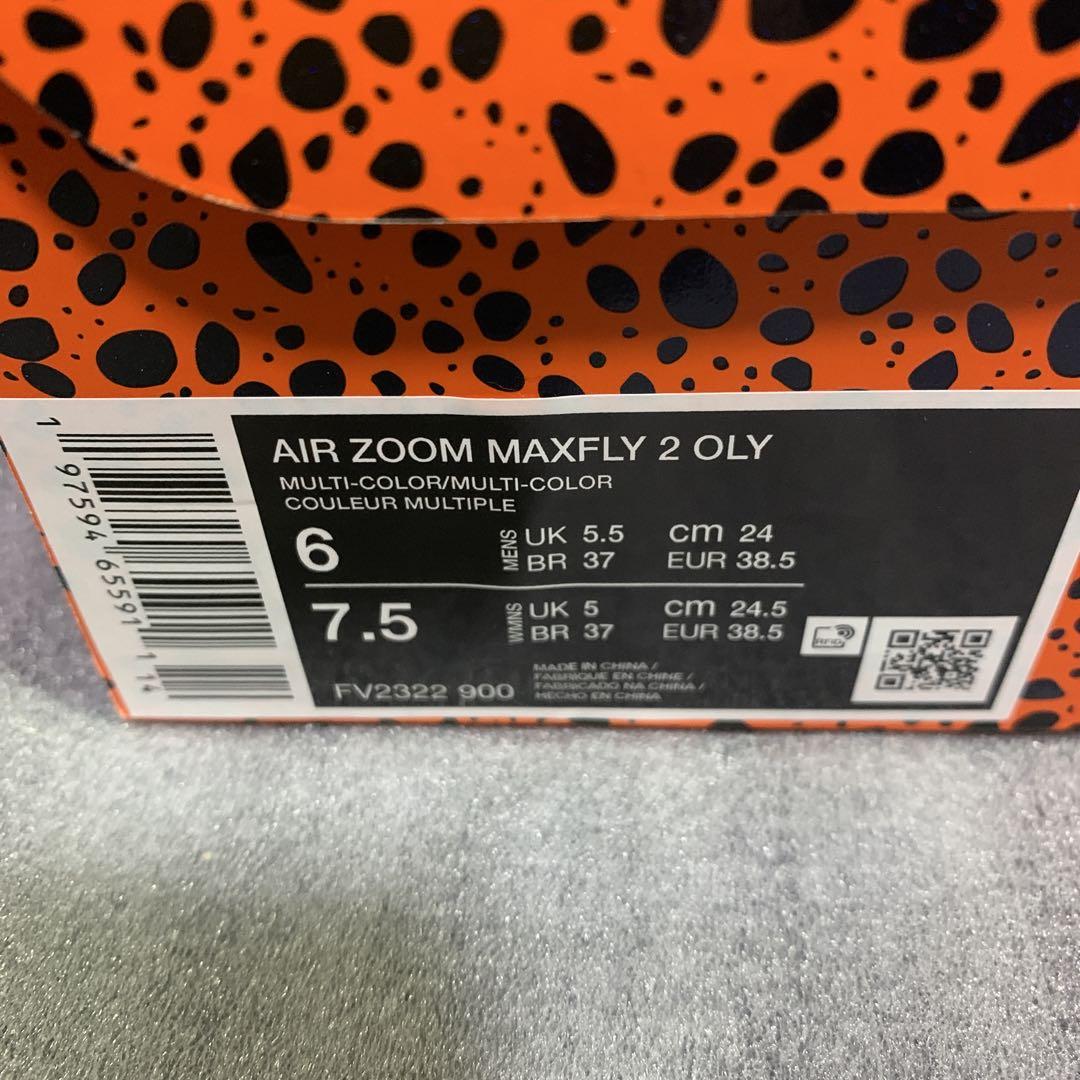 AIR ZOOM MAXFLY 2 OLY
MULTI-COLOR/MULTI-COLOR
COULEUR MULTIPLE
6 MENS UK 5.5 cm 24
BR 37 EUR 38.5
7.5 WMNS UK 5 cm 24.5
BR 37 EUR 38.5
FV2322 900
MADE IN CHINA /
FABRIQUE EN CHINE /
FABRICADO NA CHINA /
HECHO EN CHINA
RFID
1 97594 65591 1 14